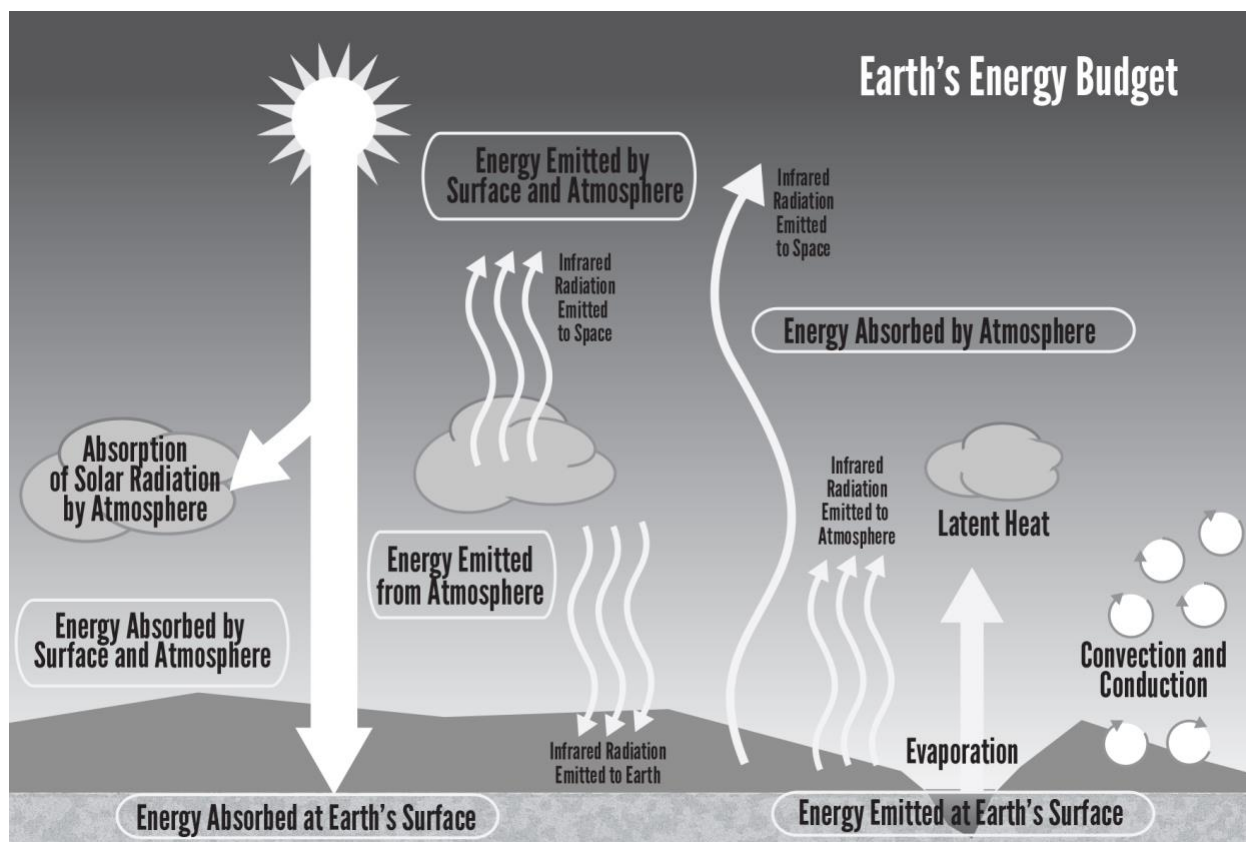 Earth's Energy Budget
Energy Emitted by
Surface and Atmosphere
Infrared
Radiation
Emitted
to Space
Infrared
Radiation
Emitted
to Space
Energy Absorbed by Atmosphere
Absorption
of Solar Radiation
by Atmosphere
Infrared
Radiation
Emitted to
Atmosphere
Latent Heat
Energy Emitted
from Atmosphere
Energy Absorbed by
Surface and Atmosphere
Convection and
Conduction
Infrared Radiation
Emitted to Earth
Evaporation
Energy Absorbed at Earth's Surface
Energy Emitted at Earth's Surface